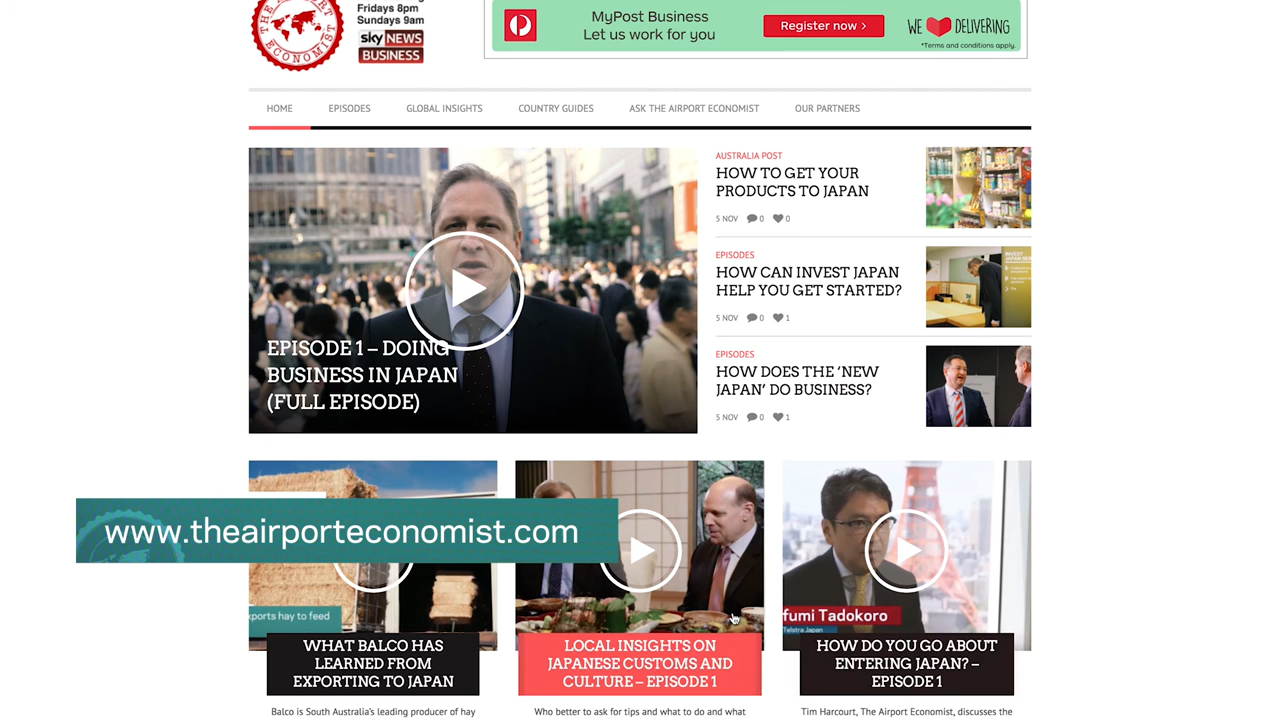 THE AIRPORT ECONOMIST
Fridays 8pm
Sundays 9am
sky NEWS
BUSINESS
MyPost Business
Let us work for you
Register now >
WE DELIVERING
*Terms and conditions apply.
HOME EPISODES GLOBAL INSIGHTS COUNTRY GUIDES ASK THE AIRPORT ECONOMIST OUR PARTNERS
EPISODE 1 – DOING
BUSINESS IN JAPAN
(FULL EPISODE)
AUSTRALIA POST
HOW TO GET YOUR
PRODUCTS TO JAPAN
5 NOV 0 0
EPISODES
HOW CAN INVEST JAPAN
HELP YOU GET STARTED?
5 NOV 0 1
INVEST
EPISODES
HOW DOES THE ‘NEW
JAPAN’ DO BUSINESS?
5 NOV 0 1
www.theairporteconomist.com
xports hay to feed
WHAT BALCO HAS
LEARNED FROM
EXPORTING TO JAPAN
Balco is South Australia's leading producer of hay
LOCAL INSIGHTS ON
JAPANESE CUSTOMS AND
CULTURE – EPISODE 1
Who better to ask for tips and what to do and what
fumi Tadokoro
Telstra Japan
HOW DO YOU GO ABOUT
ENTERING JAPAN? –
EPISODE 1
Tim Harcourt, The Airport Economist, discusses the